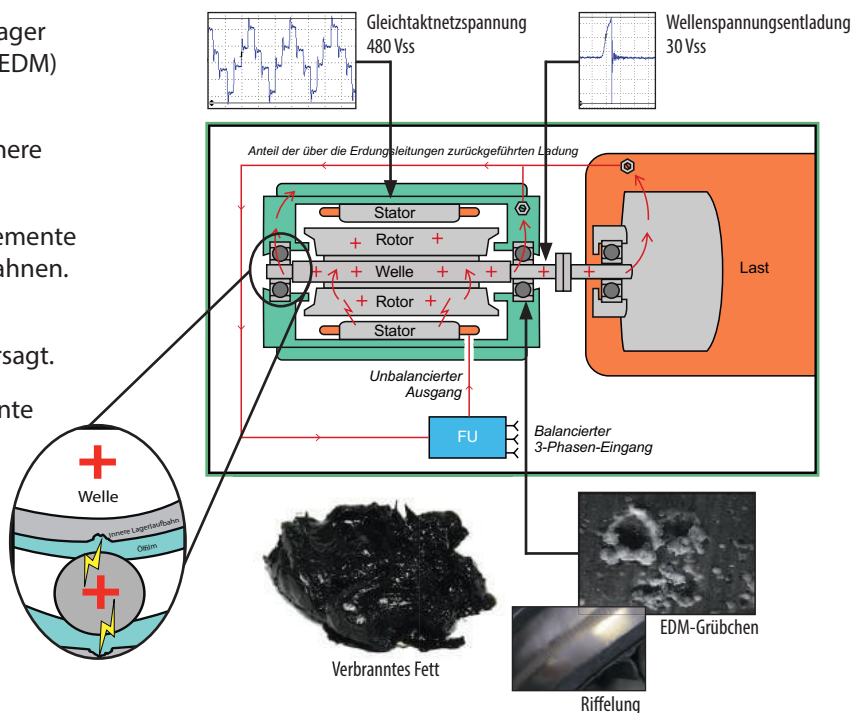 ager
EDM)
nere
emente
ahnen.
rsagt.
nte
Gleichtaktnetzspannung
480 Vss
Wellenspannungsentladung
30 Vss
Anteil der über die Erdungsleitungen zurückgeführten Ladung
Stator
Rotor
Welle
Rotor
Stator
Last
Unbalancierter
Ausgang
FU
Balancierter
3-Phasen-Eingang
Welle
Innere Lagerlaufbahn
Ölfilm
Verbranntes Fett
EDM-Grübchen
Riffelung